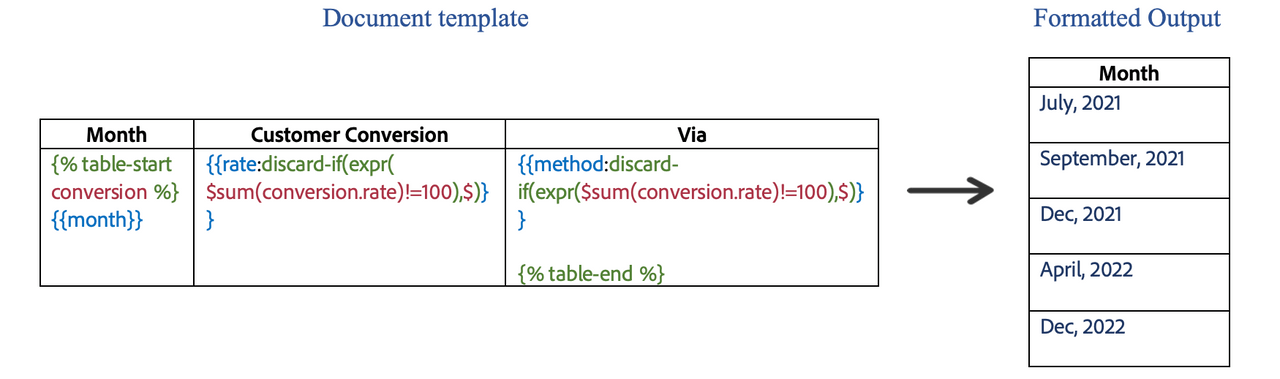 Document template
Formatted Output
Month
Customer Conversion
Via
{% table-start
conversion %}
{{month}}
{{rate:discard-if(expr(
$sum(conversion.rate)!=100),$)}
}
{{method:discard-
if(expr($sum(conversion.rate)!=100),$)}
}
{% table-end %}
Month
July, 2021
September, 2021
Dec, 2021
April, 2022
Dec, 2022